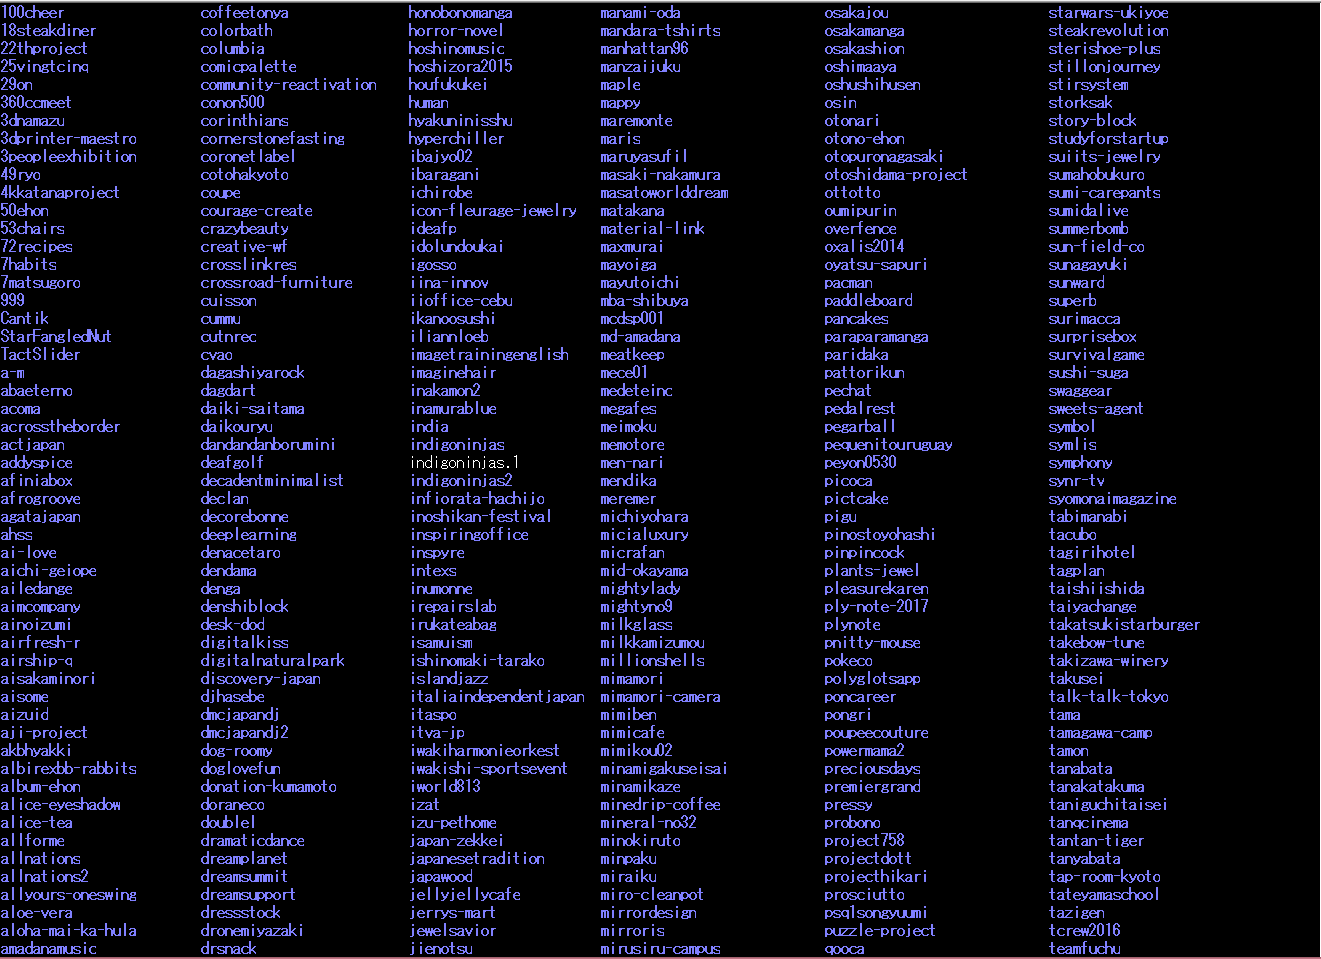 100cheer coffeetonya honobonomanga manami-oda osakajou starwars-ukiyoe
18steakdiner colorbath horror-novel mandara-tshirts osakamanga steakrevolution
22thproject columbia hoshinomusic manhattan96 osakashion sterishoe-plus
25vingtcinq comicpalette hoshizora2015 manzaijuku oshimaaya stillonjourney
29on community-reactivation houfukukei maple oshushihusen stirsystem
360ccmeet conon500 human mappy osin storksak
3dnamazu corinthians hyakuninisshu maremonte otonari story-block
3dprinter-maestro cornerstonefasting hyperchiller maris otono-ehon studyforstartup
3peopleexhibition coronetlabel ibajyo02 maruyasufil otopuronagasaki suiits-jewelry
49ryo cotohakyoto ibaragani masaki-nakamura otoshidama-project sumahobukuro
4kkatanaproject coupe ichirobe masatoworlddream ottotto sumi-carepants
50ehon courage-create icon-fleurage-jewelry matakana oumipurin sumidalive
53chairs crazybeauty ideafp material-link overfence summerbomb
72recipes creative-wf idolundoukai maxmurai oxalis2014 sun-field-co
7habits crosslinkres igosso mayoiga oyatsu-sapuri sunagayuki
7matsugoro crossroad-furniture iina-innov mayutoichi pacman sunward
999 cuisson iioffice-cebu mba-shibuya paddleboard superb
Cantik cummu ikanoosushi mcdsp001 pancakes surimacca
StarFangledNut cutnrec iliannloeb md-amadana paraparamanga surprisebox
TactSlider cvao imagetrainingenglish meatkeep paridaka survivalgame
a-m dagashiyarock imaginehair mece01 pattorikun sushi-suga
abaeterno dagdart inakamon2 medeteinc pechat swaggear
acoma daiki-saitama inamurablue megafes pedalrest sweets-agent
acrosstheborder daikouryu india meimoku pegarball symbol
actjapan dandandanborumini indigoninjas memotore pequenitouruguay symlis
addyspice deafgolf indigoninjas.1 men-nari peyon0530 symphony
afiniabox decadentminimalist indigoninjas2 mendika picoca synr-tv
afrogroove declan infiorata-hachijo meremer pictcake syomonaimagazine
agatajapan decorebonne inoshikan-festival michiyohara pigu tabimanabi
ahss deeplearning inspiringoffice micialuxury pinostoyohashi tacubo
ai-love denacetaro inspyre micrafan pinpincock tagirihotel
aichi-geiope dendama intexs mid-okayama plants-jewel tagplan
ailedange denga inumonne mightylady pleasurekaren taishiishida
aimcompany denshiblock irepairslab mightyno9 ply-note-2017 taiyachange
ainoizumi desk-dod irukateabag milkglass plynote takatsukistarburger
airfresh-r digitalkiss isamuism milkkamizumou pnitty-mouse takebow-tune
airship-q digitalnaturalpark ishinomaki-tarako millionshells pokeco takizawa-winery
aisakaminori discovery-japan islandjazz mimamori polyglotsapp takusei
aisome djhasebe italiaindependentjapan mimamori-camera poncareer talk-talk-tokyo
aizuid dmcjapandj itaspo mimiben pongri tama
aji-project dmcjapandj2 itva-jp mimicafe poupeecouture tamagawa-camp
akbhyakki dog-roomy iwakiharmonieorkest mimikou02 powermama2 tamon
albirexbb-rabbits doglovefun iwakishi-sportsevent minamigakuseisai preciousdays tanabata
album-ehon donation-kumamoto iworld813 minamikaze premiergrand tanakatakuma
alice-eyeshadow doraneco izat minedrip-coffee pressy taniguchitaisei
alice-tea doublel izu-pethome mineral-no32 probono tanqcinema
allforme dramaticdance japan-zekkei minokiruto project758 tantan-tiger
allnations dreamplanet japanesetradition minpaku projectdott tanyabata
allnations2 dreamsummit japawood miraiku projecthikari tap-room-kyoto
allyours-oneswing dreamsupport jellyjellycafe miro-cleanpot prosciutto tateyamaschool
aloe-vera dressstock jerrys-mart mirrordesign psq1songyuumi tazigen
aloha-mai-ka-hula dronemiyazaki jewelsavior mirroris puzzle-project tcrew2016
amadanamusic drsnack jienotsu mirusiru-campus qooca teamfuchu